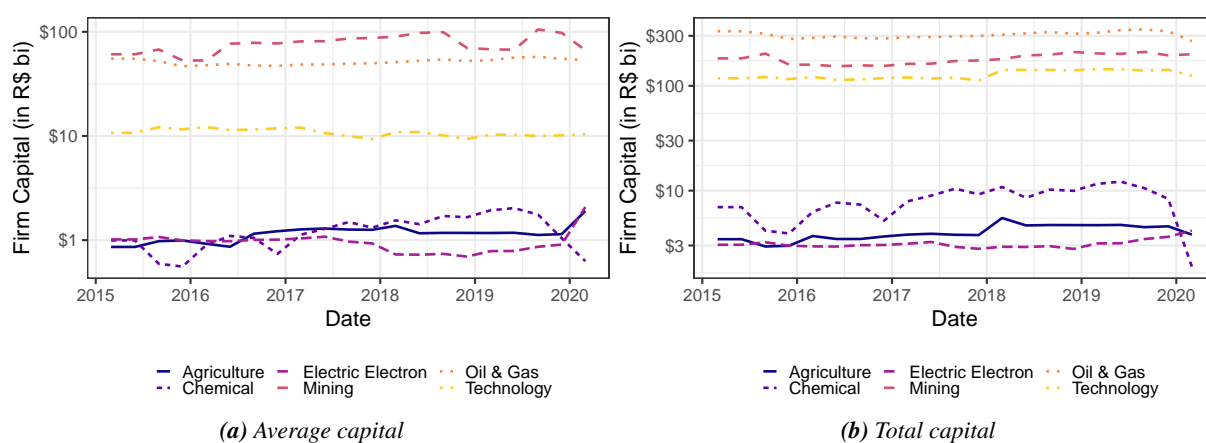 Firm Capital (in R$ bi)
$100
$10
$1
2015 2016 2017 2018 2019 2020
Date
Agriculture Electric Electron Oil & Gas
Chemical Mining Technology
(a) Average capital
Firm Capital (in R$ bi)
$300
$100
$30
$10
$3
2015 2016 2017 2018 2019 2020
Date
Agriculture Electric Electron Oil & Gas
Chemical Mining Technology
(b) Total capital